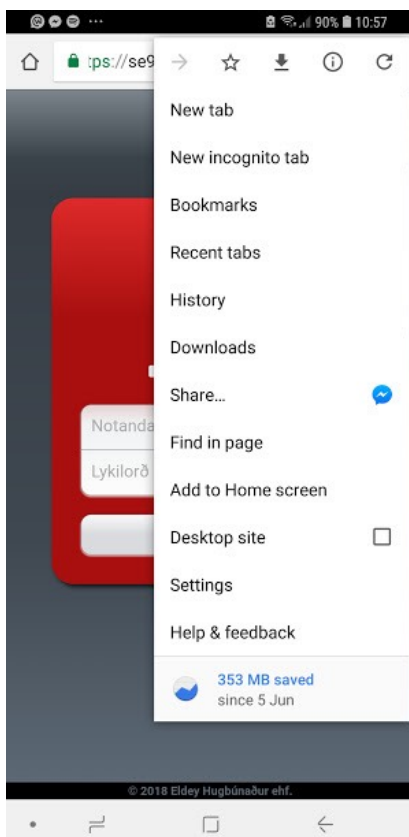 90% 10:57
tps://se9
New tab
New incognito tab
Bookmarks
Recent tabs
History
Downloads
Share...
Find in page
Add to Home screen
Desktop site
Settings
Help & feedback
353 MB saved
since 5 Jun
Notanda
Lykilorð
© 2018 Eldey Hugbúnaður ehf.